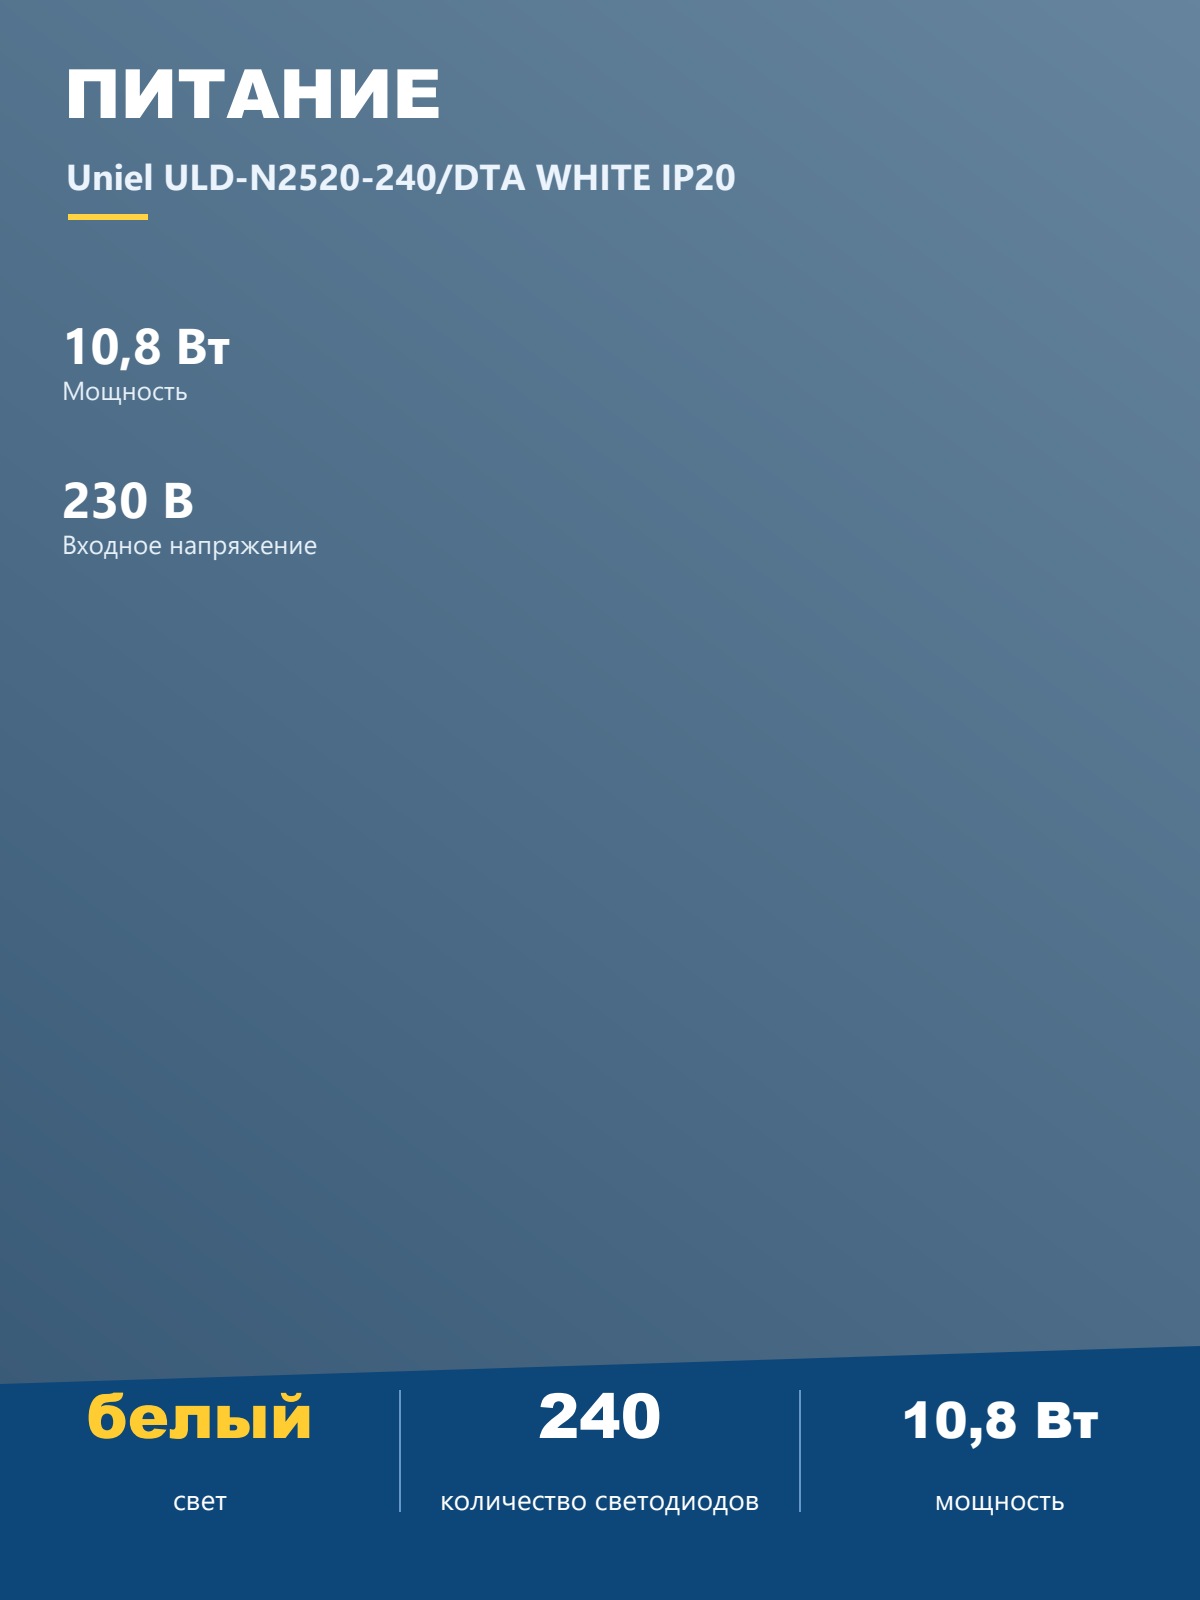 ПИТАНИЕ
Uniel ULD-N2520-240/DTA WHITE IP20
10,8 Вт
Мощность
230 В
Входное напряжение
белый
свет
240
количество светодиодов
10,8 Вт
мощность